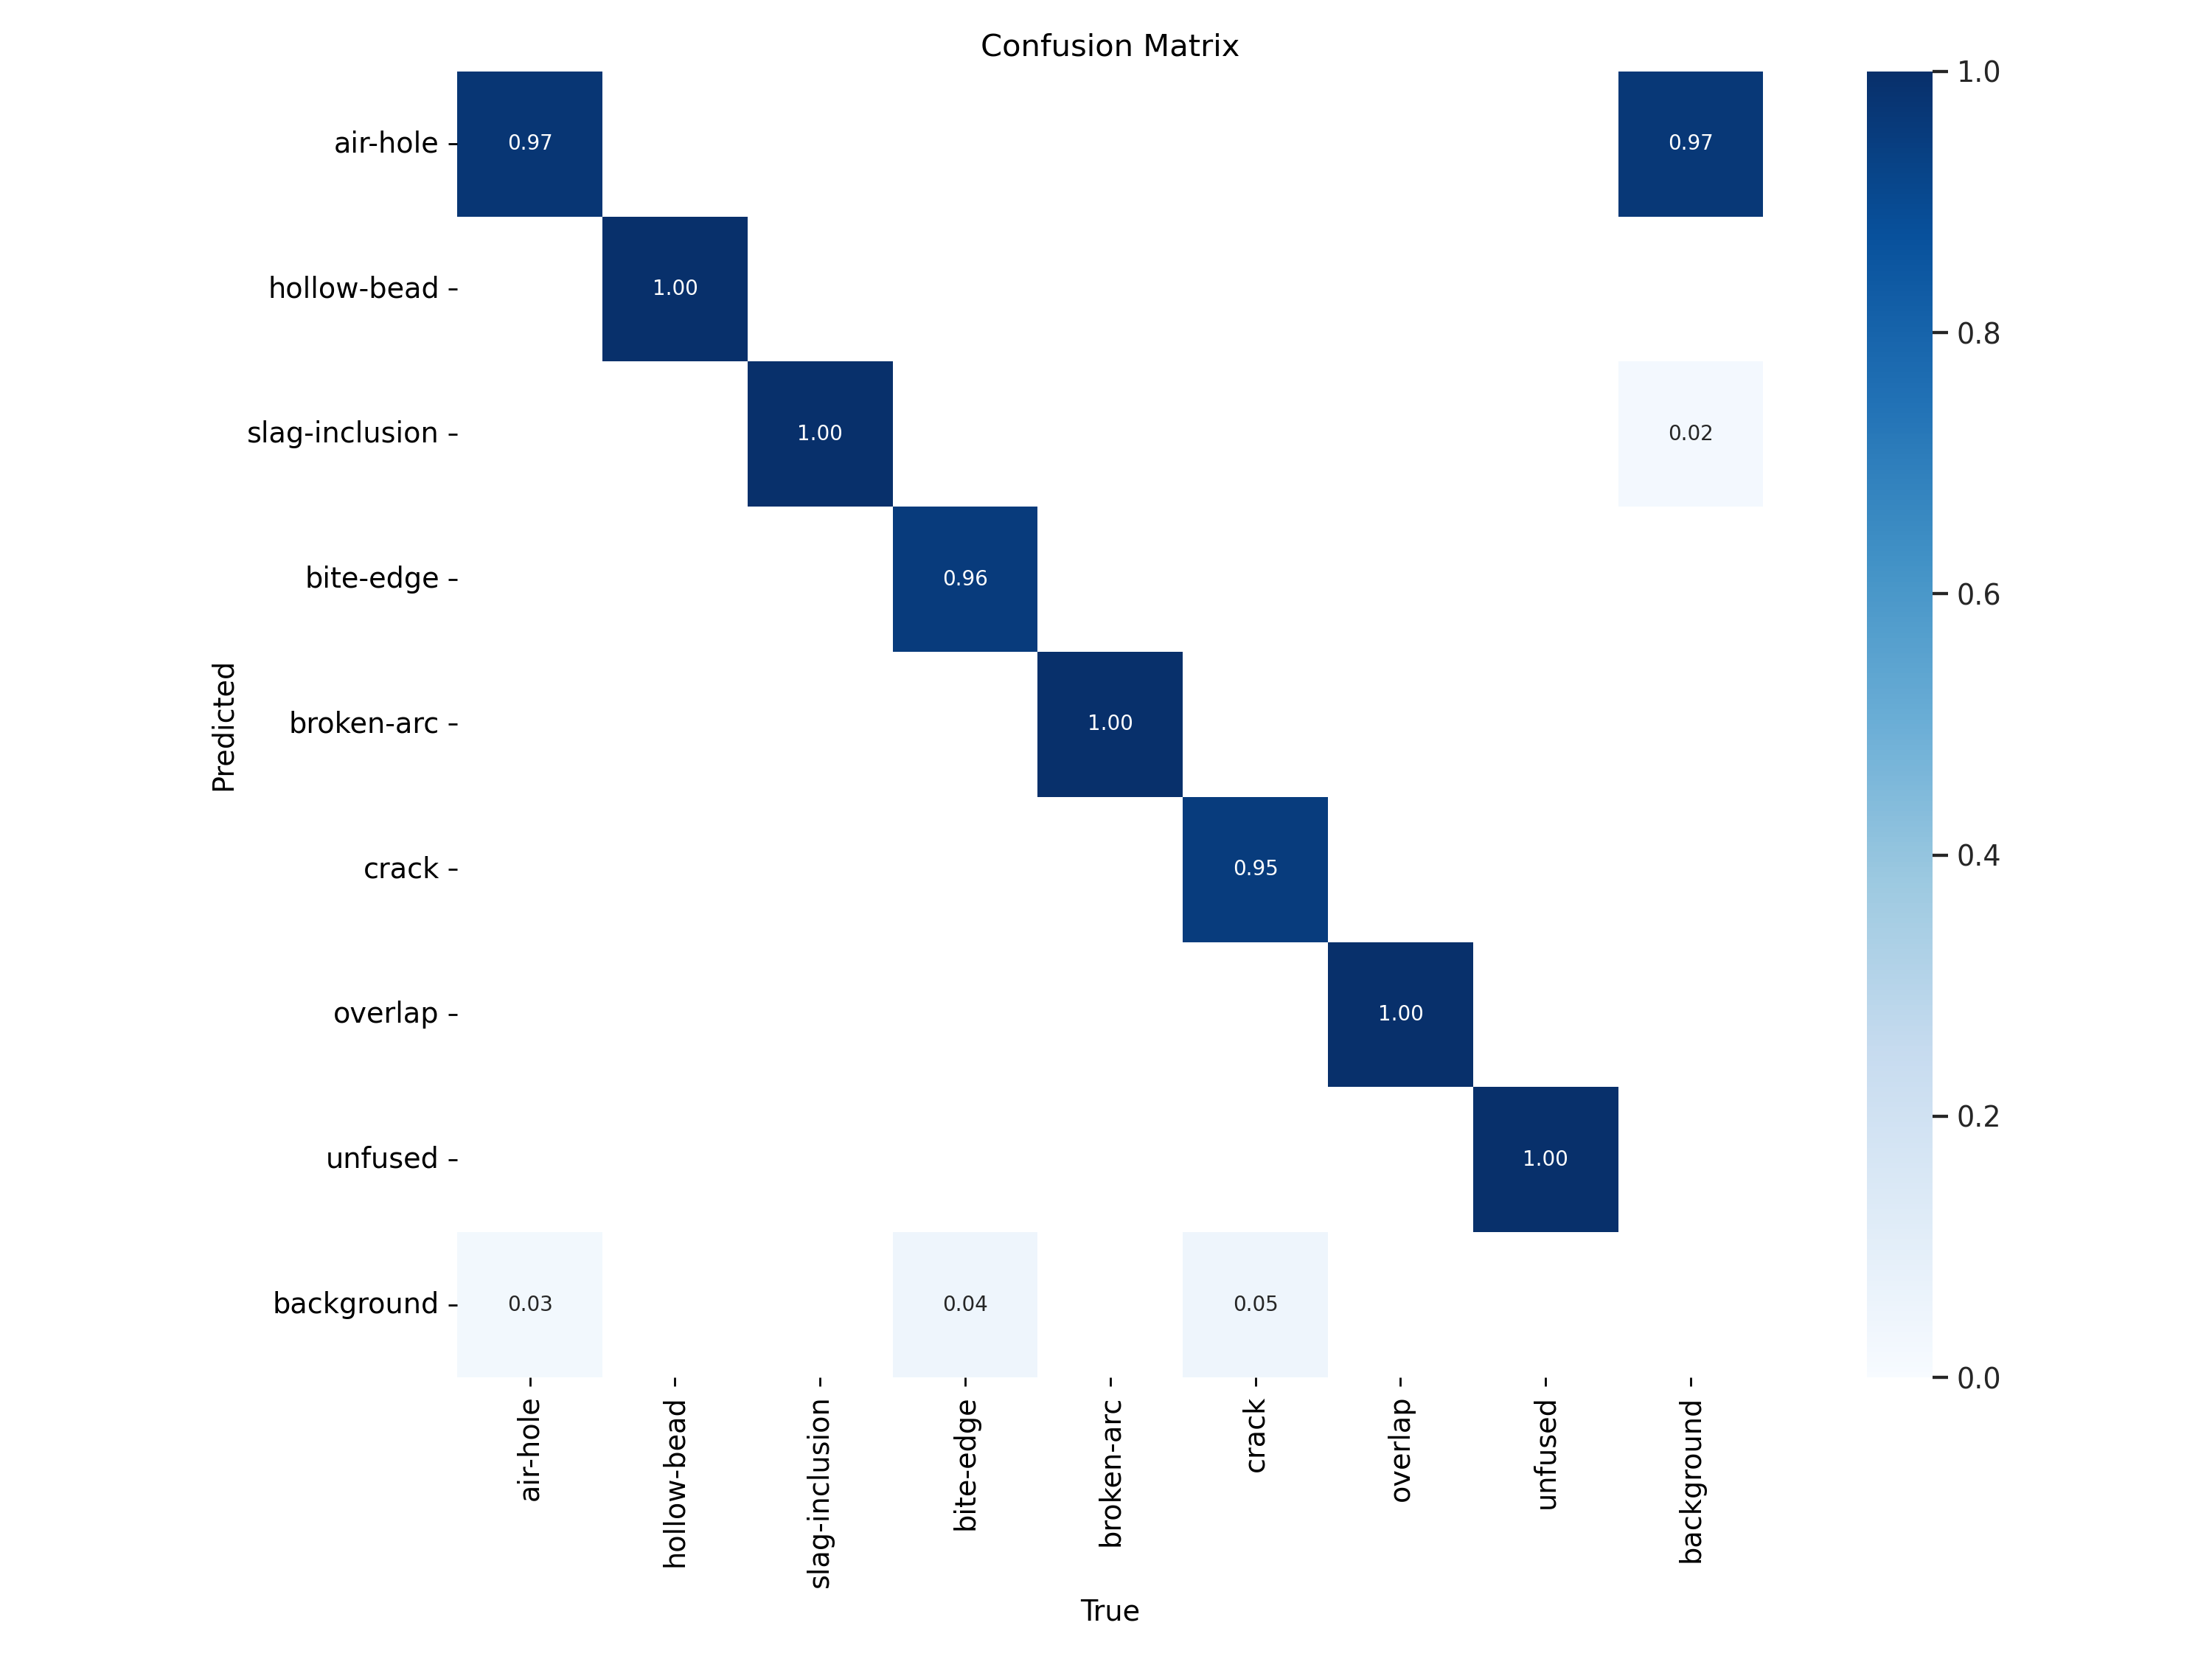 Confusion Matrix
air-hole
hollow-bead
slag-inclusion
bite-edge
broken-arc
crack
overlap
unfused
background
Predicted
0.97 0.97
1.00
1.00 0.02
0.96
1.00
0.95
1.00
1.00
0.03 0.04 0.05
air-hole
hollow-bead
slag-inclusion
bite-edge
broken-arc
crack
overlap
unfused
background
True
1.0
0.8
0.6
0.4
0.2
0.0